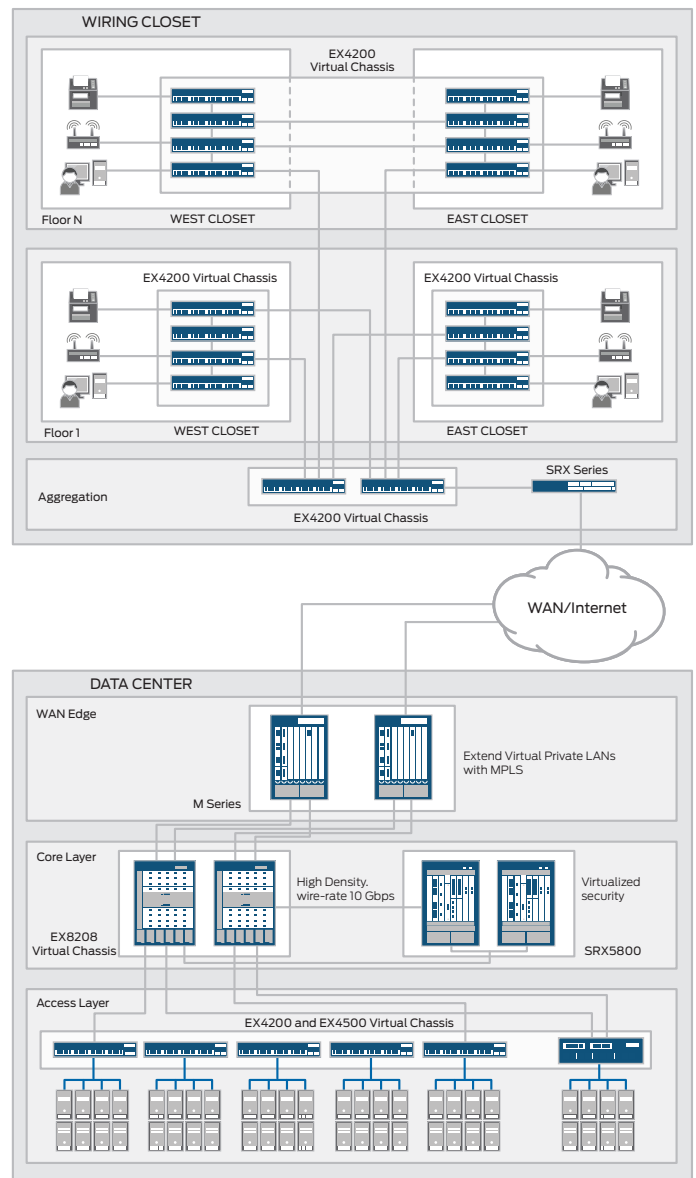 WIRING CLOSET
EX4200
Virtual Chassis
Floor N
WEST CLOSET
EAST CLOSET
EX4200 Virtual Chassis
EX4200 Virtual Chassis
Floor 1
WEST CLOSET
EAST CLOSET
Aggregation
SRX Series
EX4200 Virtual Chassis
WAN/Internet
DATA CENTER
WAN Edge
Extend Virtual Private LANs
with MPLS
M Series
Core Layer
High Density.
wire-rate 10 Gbps
Virtualized
security
EX8208
Virtual Chassis
SRX5800
Access Layer
EX4200 and EX4500 Virtual Chassis